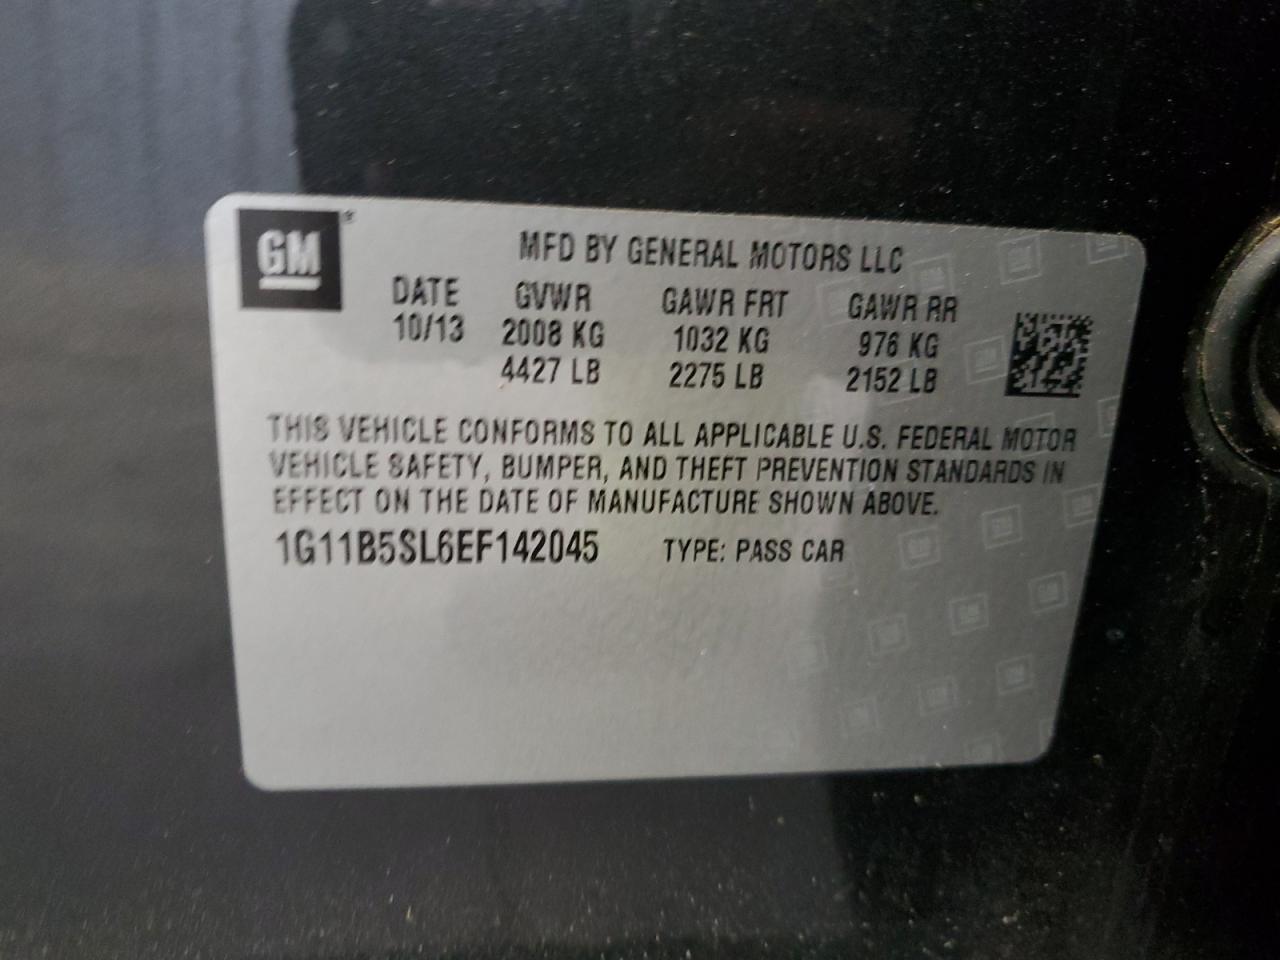 GM®
MFD BY GENERAL MOTORS LLC
DATE GVWR GAWR FRT GAWR RR
10/13 2008 KG 1032 KG 976 KG
4427 LB 2275 LB 2152 LB
THIS VEHICLE CONFORMS TO ALL APPLICABLE U.S. FEDERAL MOTOR
VEHICLE SAFETY, BUMPER, AND THEFT PREVENTION STANDARDS IN
EFFECT ON THE DATE OF MANUFACTURE SHOWN ABOVE.
1G11B5SL6EF142045 TYPE: PASS CAR